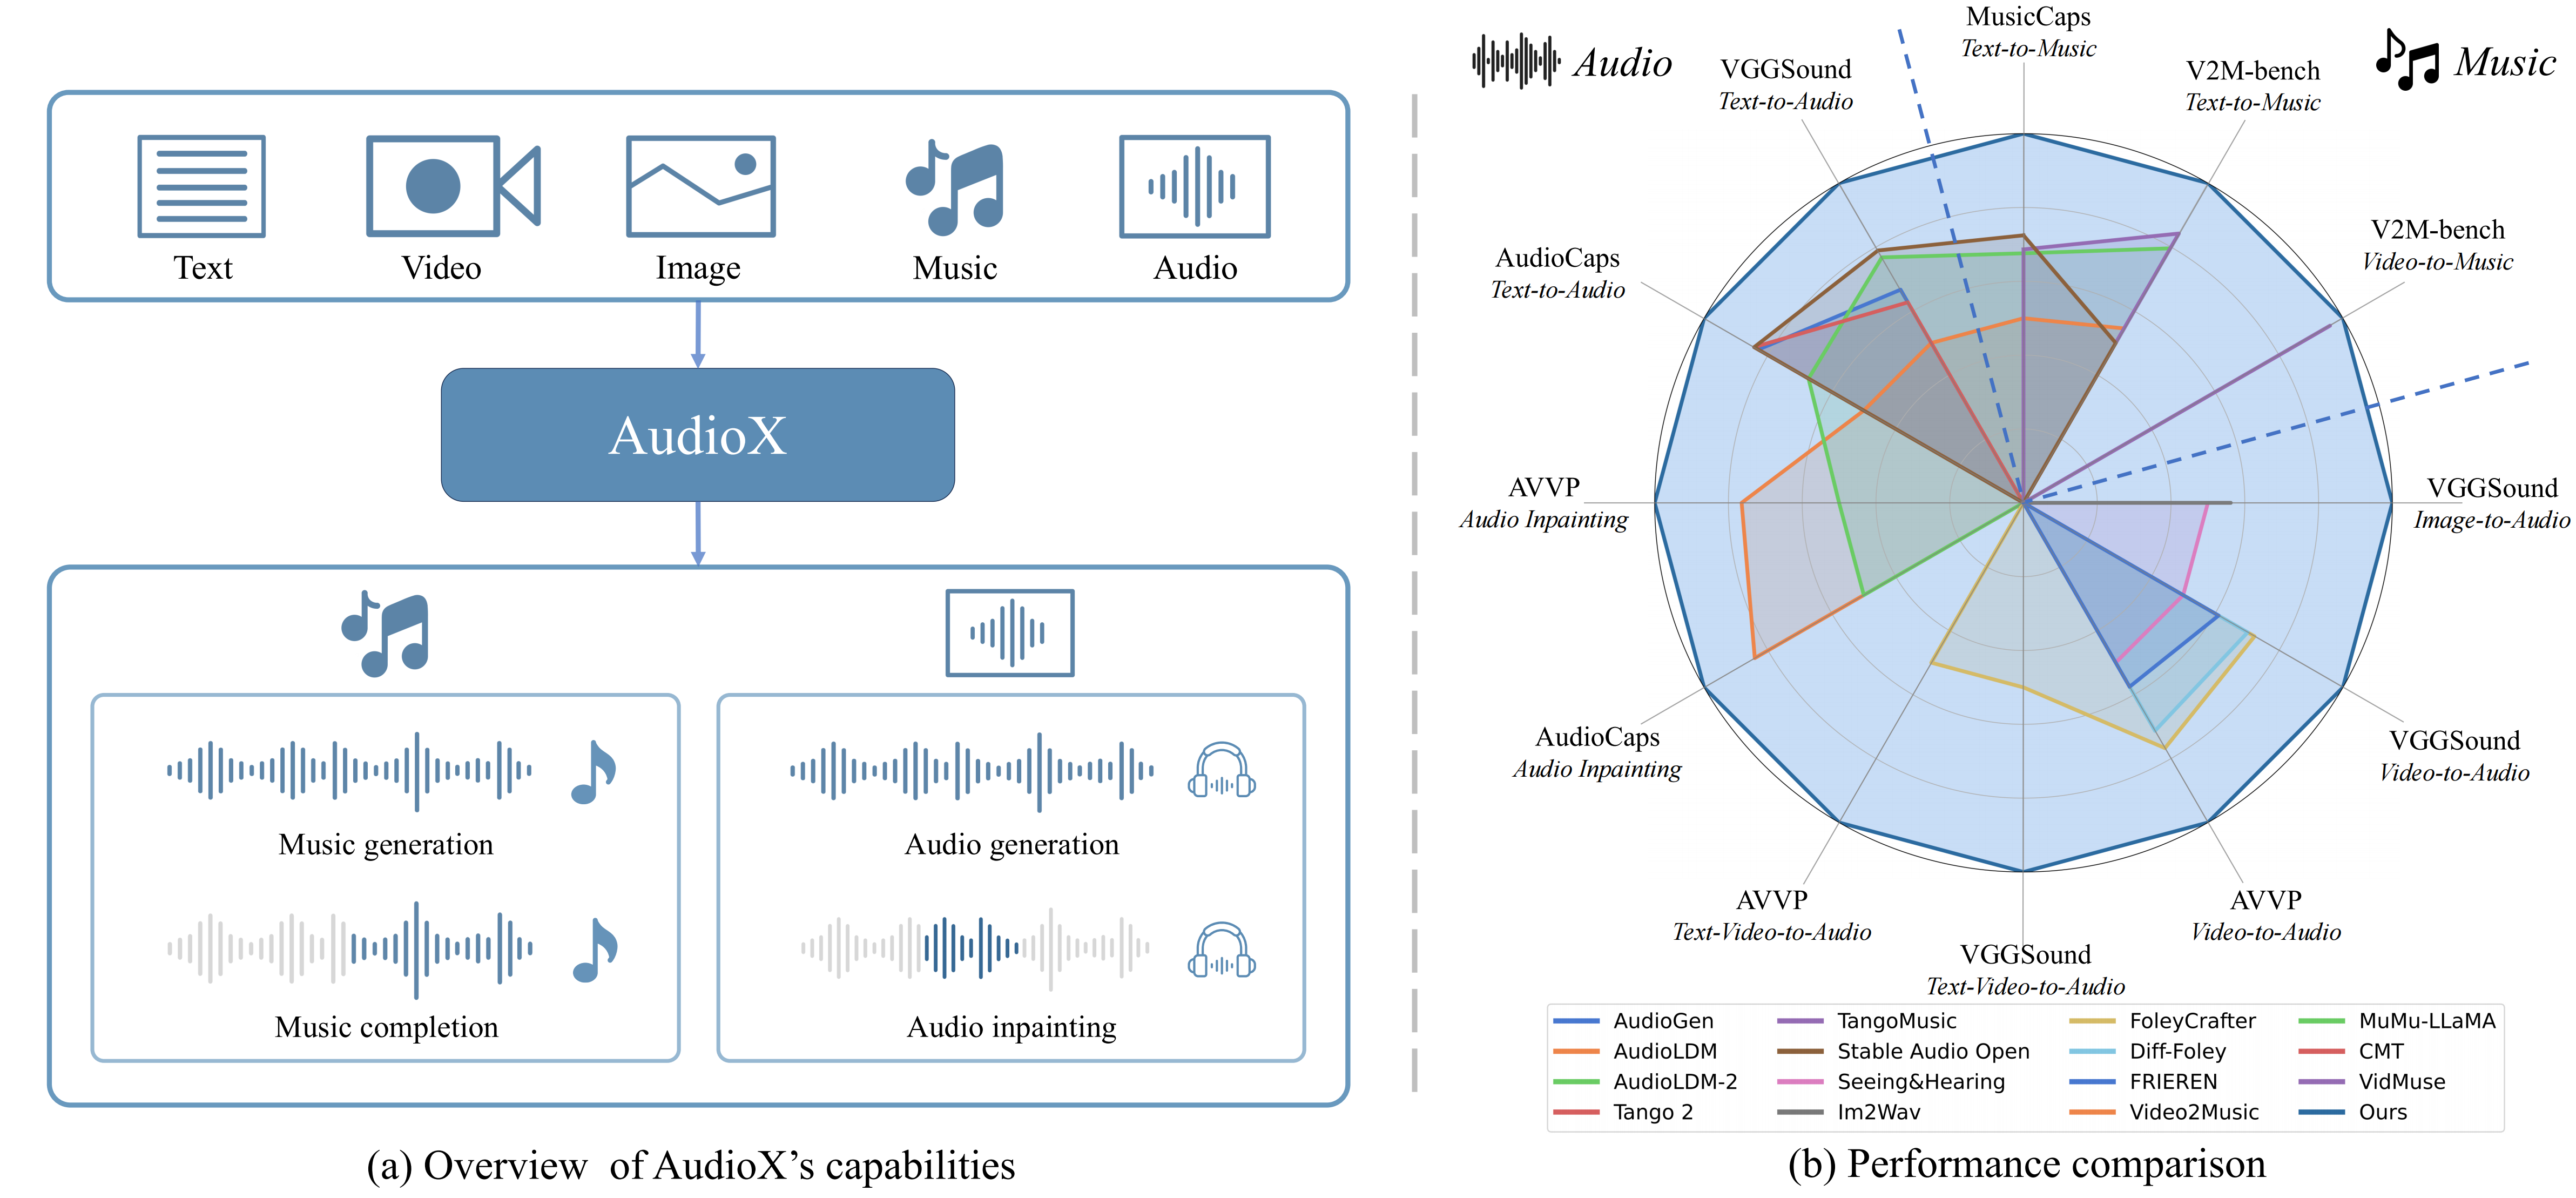 Text
Video
Image
Music
Audio
AudioX
Music generation
Audio generation
Music completion
Audio inpainting
(a) Overview of AudioX's capabilities
Audio
Music
MusicCaps
Text-to-Music
V2M-bench
Text-to-Music
V2M-bench
Video-to-Music
VGGSound
Image-to-Audio
VGGSound
Video-to-Audio
AVVP
Video-to-Audio
VGGSound
Text-Video-to-Audio
AVVP
Text-Video-to-Audio
AudioCaps
Audio Inpainting
AVVP
Audio Inpainting
AudioCaps
Text-to-Audio
VGGSound
Text-to-Audio
AudioGen
AudioLDM
AudioLDM-2
Tango 2
TangoMusic
Stable Audio Open
Seeing&Hearing
Im2Wav
FoleyCrafter
Diff-Foley
FRIEREN
Video2Music
MuMu-LLaMA
CMT
VidMuse
Ours
(b) Performance comparison